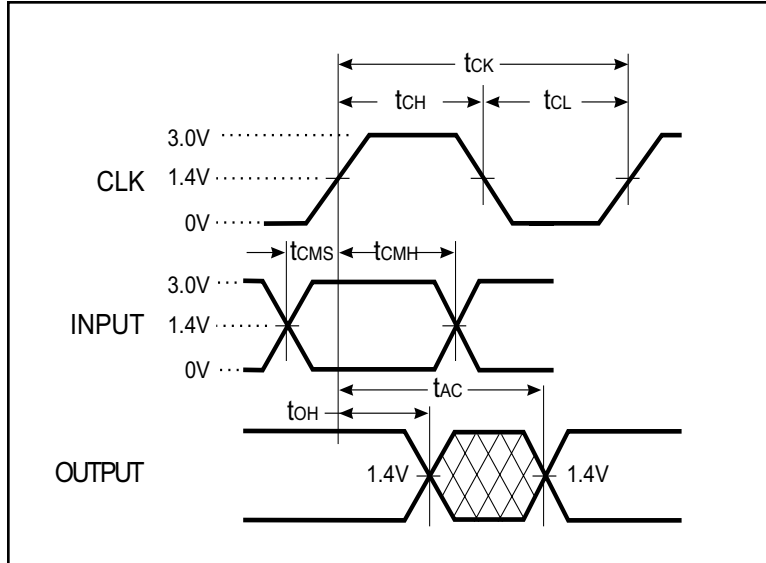 tCK
tCH tCL
3.0V
CLK 1.4V
0V
tCMS tCMH
3.0V
INPUT 1.4V
0V
tAC
tOH
OUTPUT 1.4V 1.4V